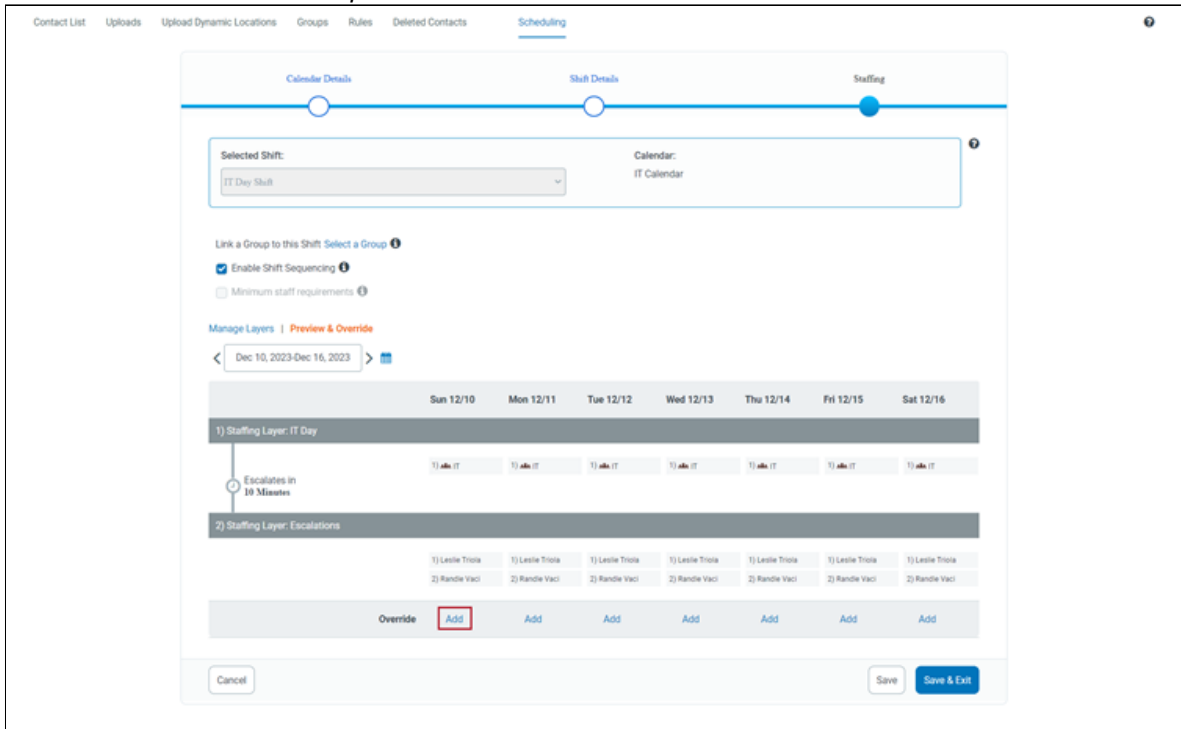 Contact List Uploads Upload Dynamic Locations Groups Rules Deleted Contacts Scheduling
Calendar Details Shift Details Staffing
Selected Shift: Calendar:
IT Day Shift IT Calendar
Link a Group to this Shift Select a Group
Enable Shift Sequencing
Minimum staff requirements
Manage Layers | Preview & Override
Dec 10, 2023-Dec 16, 2023
Sun 12/10 Mon 12/11 Tue 12/12 Wed 12/13 Thu 12/14 Fri 12/15 Sat 12/16
1) Staffing Layer: IT Day
1) IT 1) IT 1) IT 1) IT 1) IT 1) IT 1) IT
Escalates in
10 Minutes
2) Staffing Layer: Escalations
1) Leslie Triola 1) Leslie Triola 1) Leslie Triola 1) Leslie Triola 1) Leslie Triola 1) Leslie Triola 1) Leslie Triola
2) Randie Vaci 2) Randie Vaci 2) Randie Vaci 2) Randie Vaci 2) Randie Vaci 2) Randie Vaci 2) Randie Vaci
Override Add Add Add Add Add Add Add
Cancel Save Save & Exit